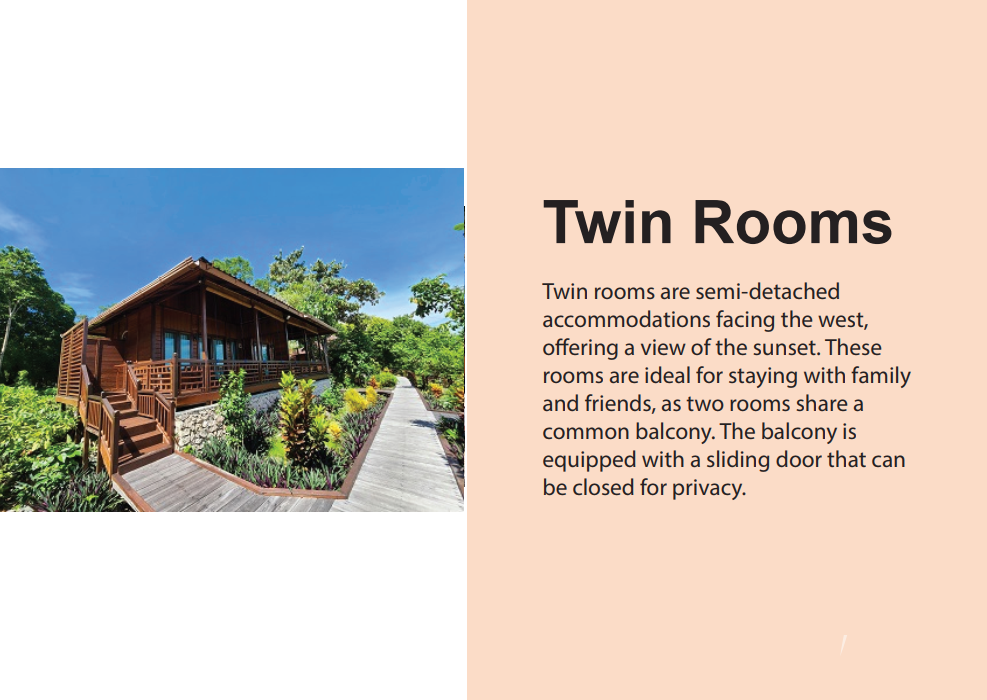 Twin Rooms
Twin rooms are semi-detached
accommodations facing the west,
offering a view of the sunset. These
rooms are ideal for staying with family
and friends, as two rooms share a
common balcony. The balcony is
equipped with a sliding door that can
be closed for privacy.